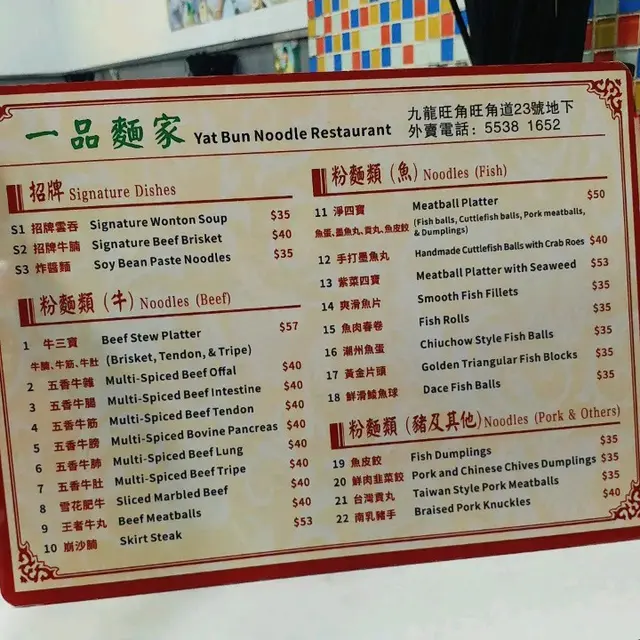 一品麵家 Yat Bun Noodle Restaurant
九龍旺角旺角道23號地下
外賣電話: 5538 1652
招牌 Signature Dishes
S1 招牌雲吞 Signature Wonton Soup $35
S2 招牌牛腩 Signature Beef Brisket $40
S3 炸醬麵 Soy Bean Paste Noodles $35
粉麵類 (牛) Noodles (Beef)
1 牛三寶 Beef Stew Platter $57
牛腩、牛筋、牛肚 (Brisket, Tendon, & Tripe)
2 五香牛雜 Multi-Spiced Beef Offal $40
3 五香牛腸 Multi-Spiced Beef Intestine $40
4 五香牛筋 Multi-Spiced Beef Tendon $40
5 五香牛膀 Multi-Spiced Bovine Pancreas $40
6 五香牛肺 Multi-Spiced Beef Lung $40
7 五香牛肚 Multi-Spiced Beef Tripe $40
8 雪花肥牛 Sliced Marbled Beef $40
9 王者牛丸 Beef Meatballs $40
10 崩沙腩 Skirt Steak $53
粉麵類 (魚) Noodles (Fish)
11 淨四寶 Meatball Platter $50
魚蛋、墨魚丸、貢丸、魚皮餃 (Fish balls, Cuttlefish balls, Pork meatballs,
& Dumplings)
12 手打墨魚丸 Handmade Cuttlefish Balls with Crab Roes $40
13 紫菜四寶 Meatball Platter with Seaweed $53
14 爽滑魚片 Smooth Fish Fillets $35
15 魚肉春卷 Fish Rolls $35
16 潮州魚蛋 Chiuchow Style Fish Balls $35
17 黃金片頭 Golden Triangular Fish Blocks $35
18 鮮滑鯪魚球 Dace Fish Balls $35
粉麵類 (豬及其他) Noodles (Pork & Others)
19 魚皮餃 Fish Dumplings $35
20 鮮肉韭菜餃 Pork and Chinese Chives Dumplings $35
21 台灣貢丸 Taiwan Style Pork Meatballs $35
22 南乳豬手 Braised Pork Knuckles $40